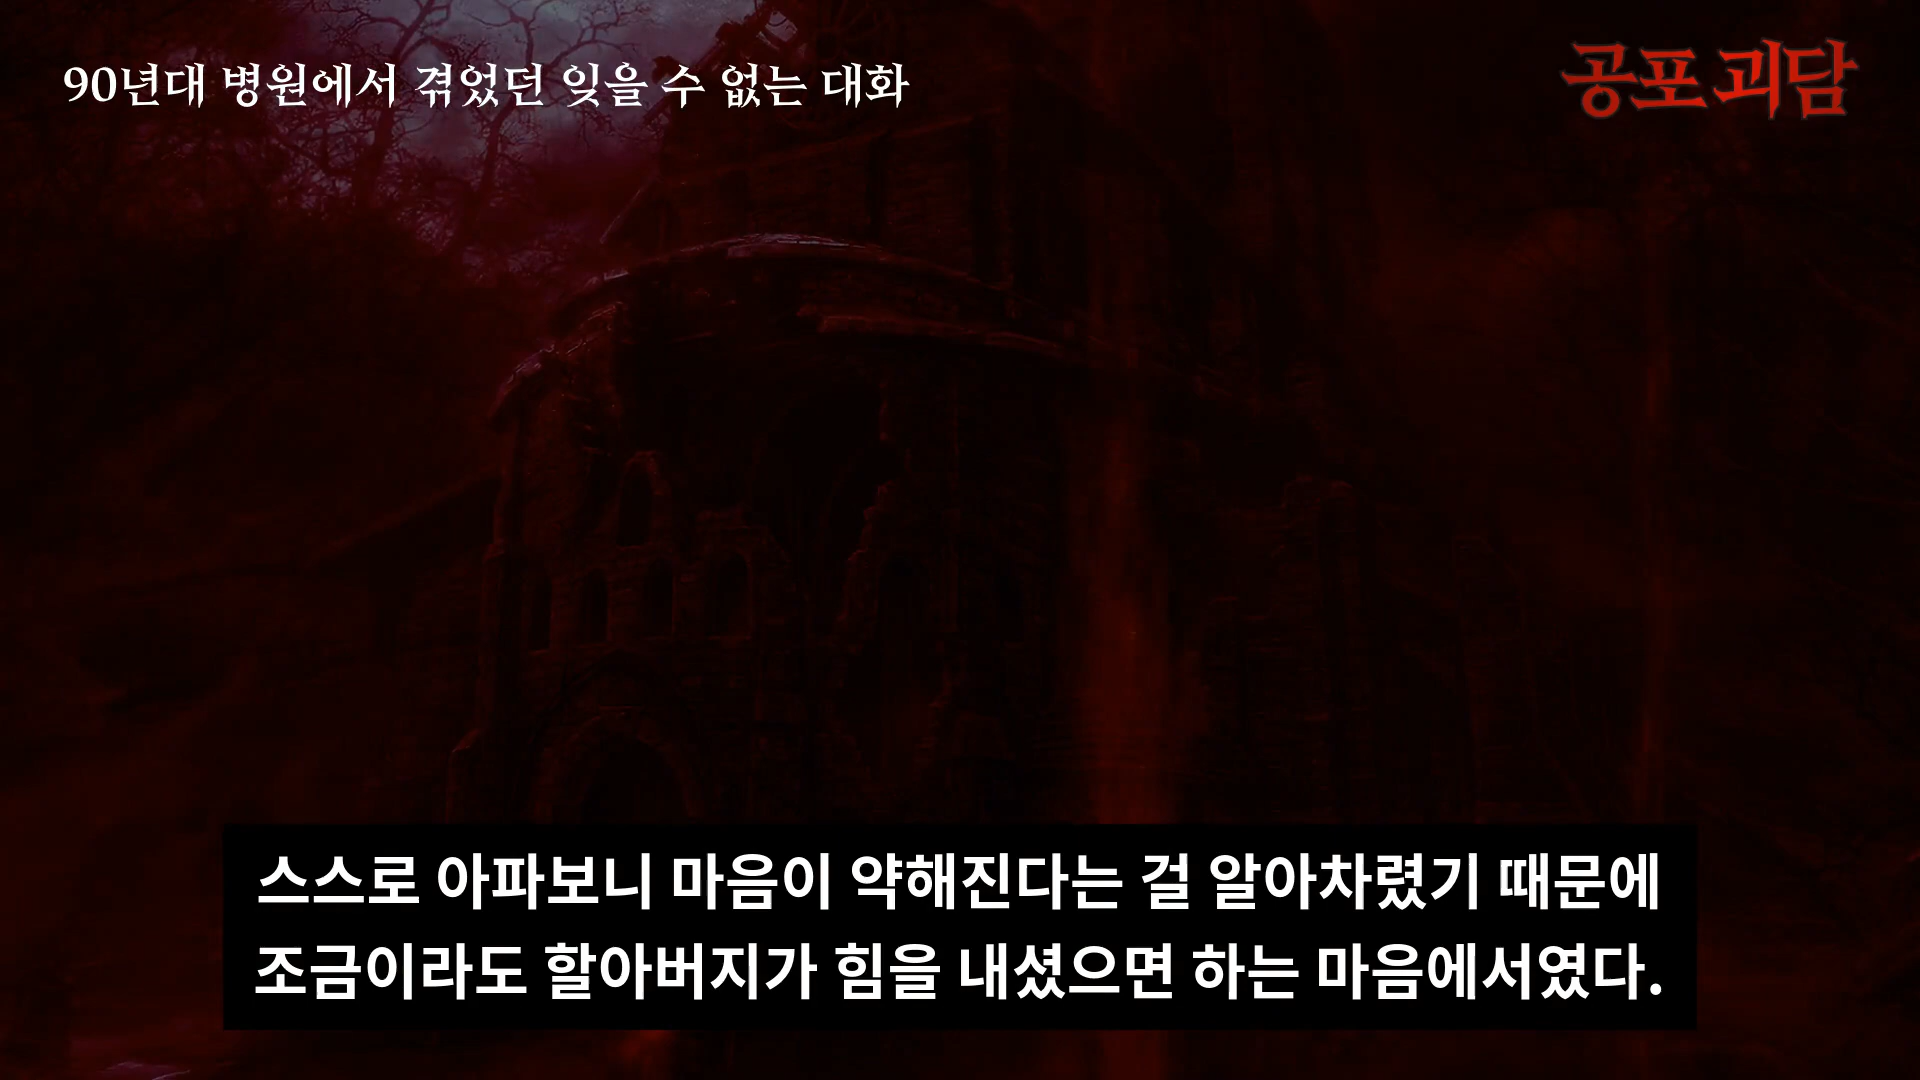 90년대 병원에서 겪었던 잊을 수 없는 대화
공포 괴담
스스로 아파보니 마음이 약해진다는 걸 알아차렸기 때문에
조금이라도 할아버지가 힘을 내셨으면 하는 마음에서였다.